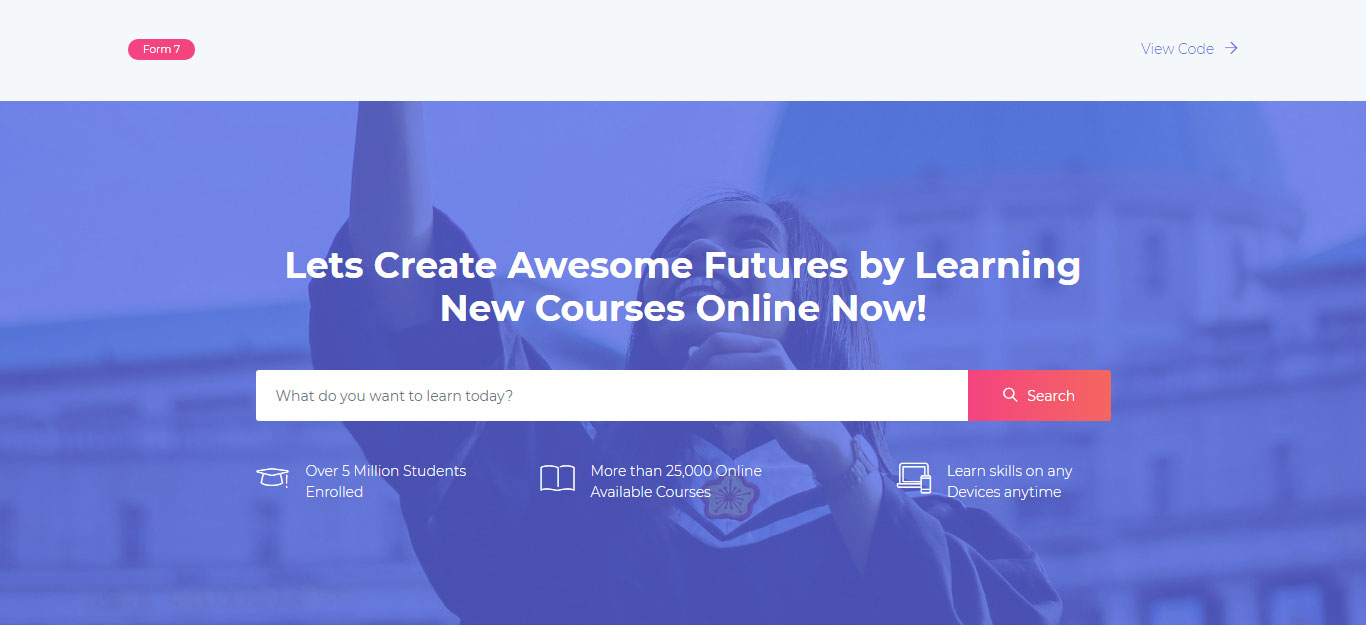 Form 7
View Code
Lets Create Awesome Futures by Learning
New Courses Online Now!
What do you want to learn today?
Search
Over 5 Million Students
Enrolled
More than 25,000 Online
Available Courses
Learn skills on any
Devices anytime